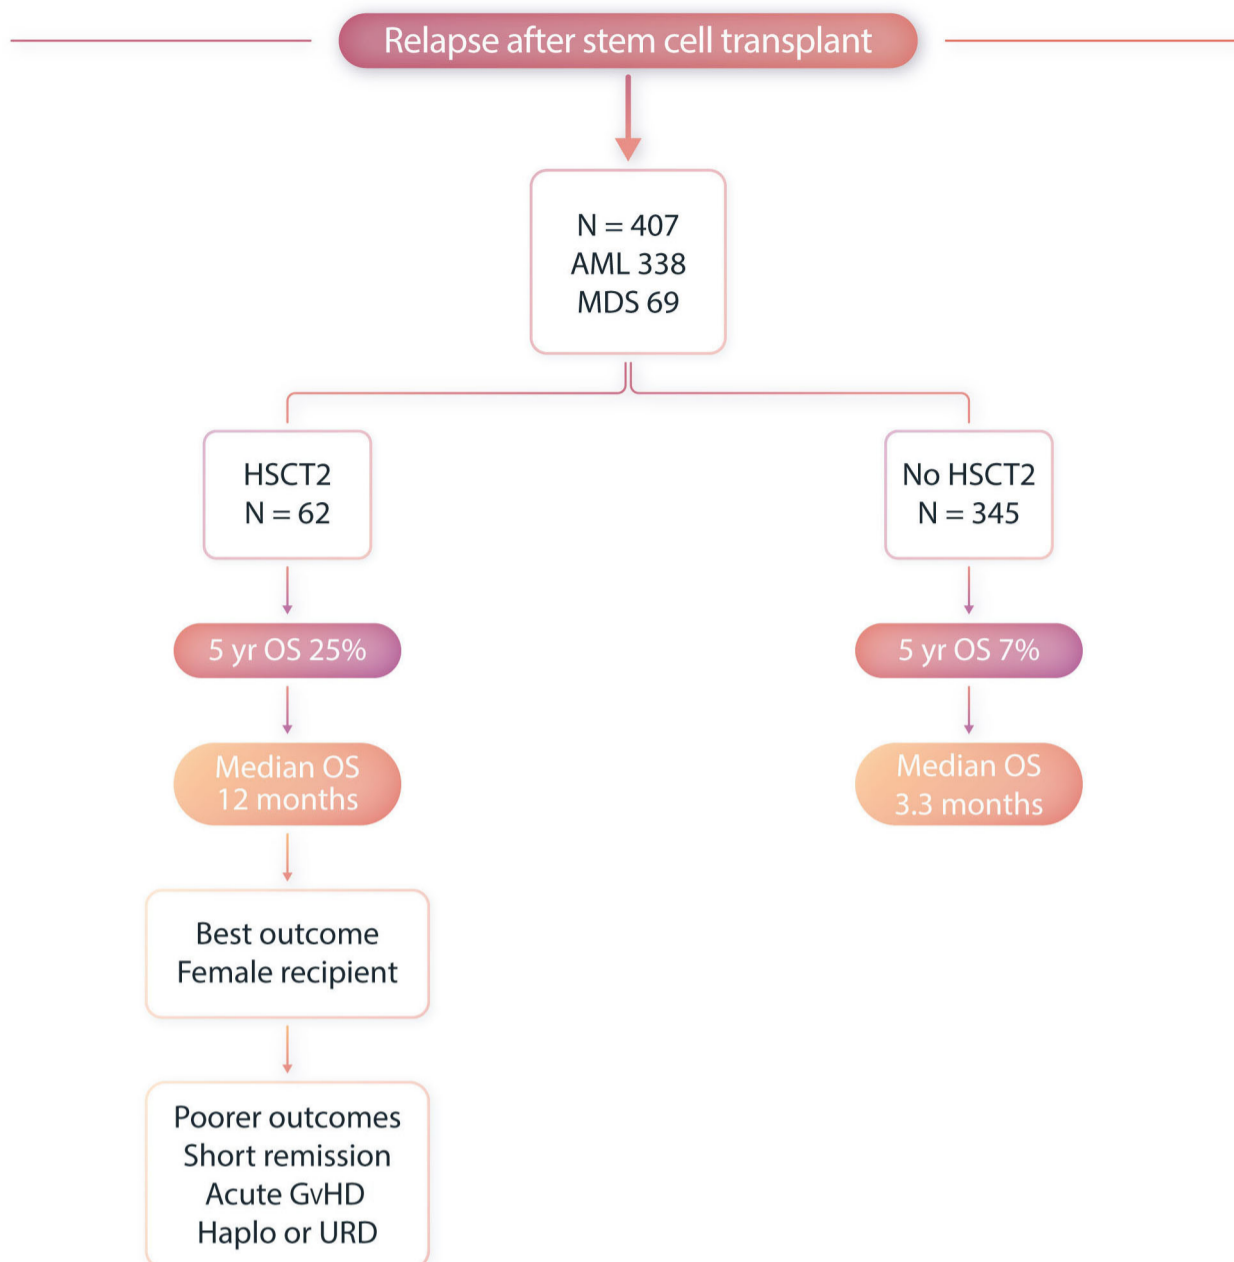 Relapse after stem cell transplant
N = 407
AML 338
MDS 69
HSCT2
N = 62
No HSCT2
N = 345
5 yr OS 25%
5 yr OS 7%
Median OS
12 months
Median OS
3.3 months
Best outcome
Female recipient
Poorer outcomes
Short remission
Acute GvHD
Haplo or URD